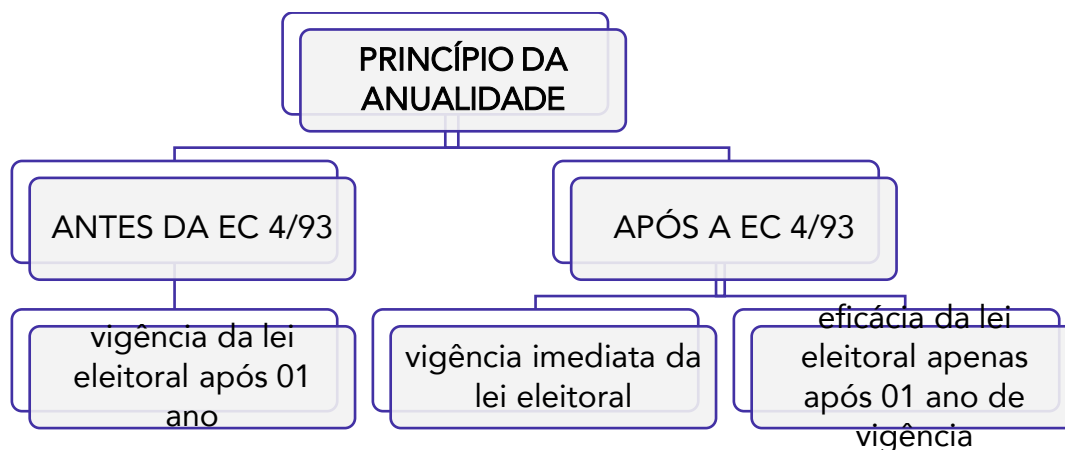 PRINCÍPIO DA
ANUALIDADE
ANTES DA EC 4/93
APÓS A EC 4/93
vigência da lei
eleitoral após 01
ano
vigência imediata da
lei eleitoral
eficácia da lei
eleitoral apenas
após 01 ano de
vigência